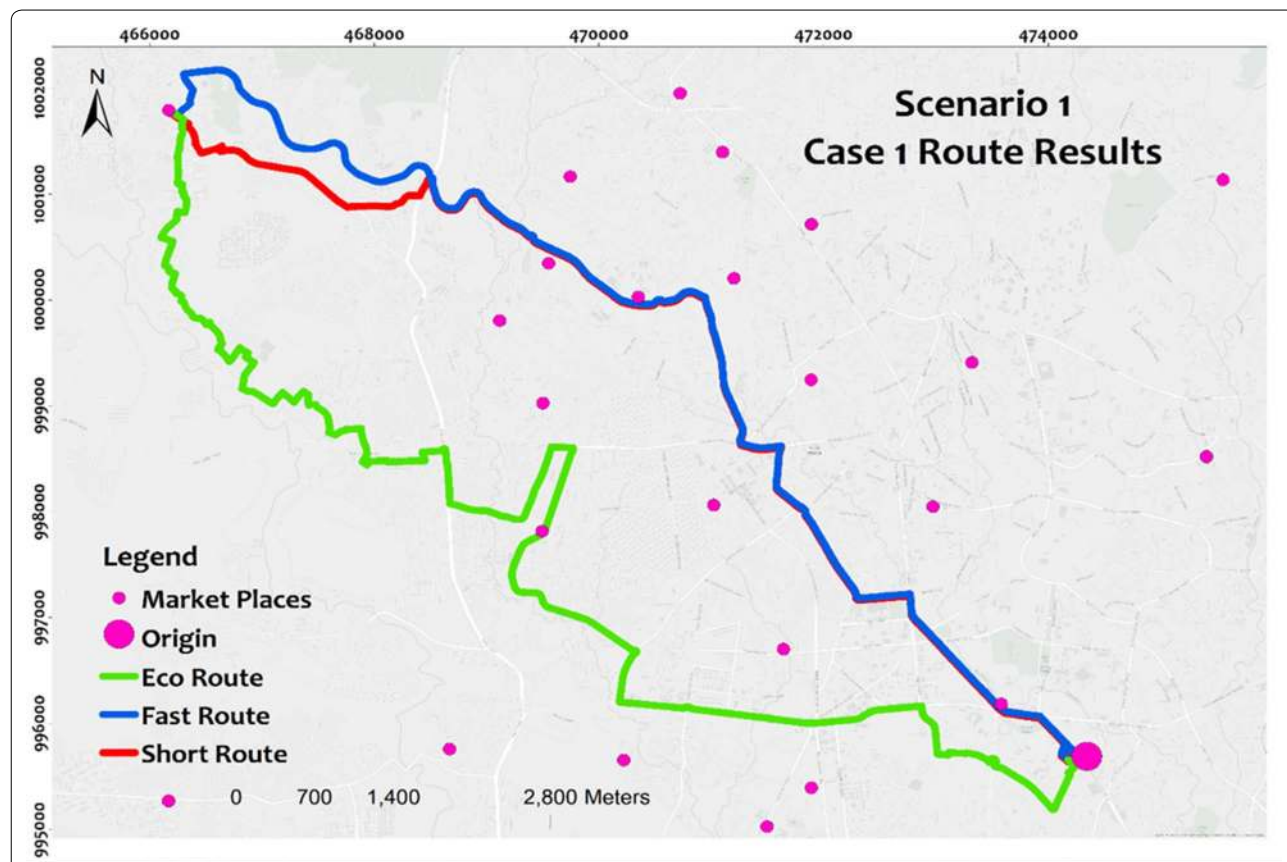 466000 468000 470000 472000 474000
1002000
N
Scenario 1
Case 1 Route Results
1001000
1000000
999000
998000
Legend
Market Places
997000
Origin
Eco Route
Fast Route
996000
Short Route
0 700 1,400 2,800 Meters
995000